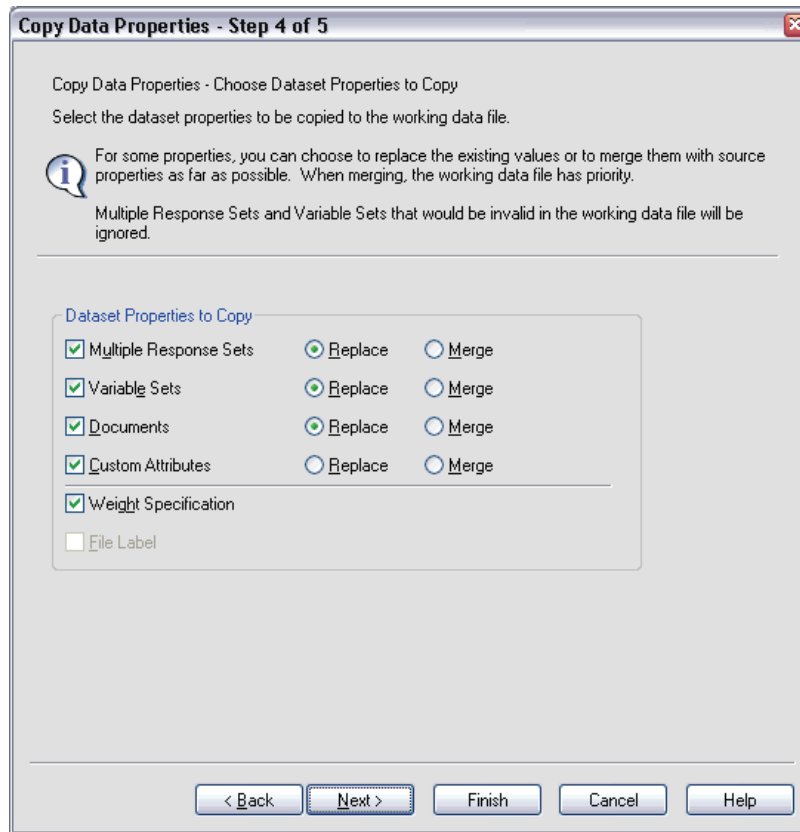 Copy Data Properties - Step 4 of 5
Copy Data Properties - Choose Dataset Properties to Copy
Select the dataset properties to be copied to the working data file.
For some properties, you can choose to replace the existing values or to merge them with source
properties as far as possible.  When merging, the working data file has priority.
Multiple Response Sets and Variable Sets that would be invalid in the working data file will be
ignored.
Dataset Properties to Copy
Multiple Response Sets Replace Merge
Variable Sets Replace Merge
Documents Replace Merge
Custom Attributes Replace Merge
Weight Specification
File Label
< Back Next > Finish Cancel Help